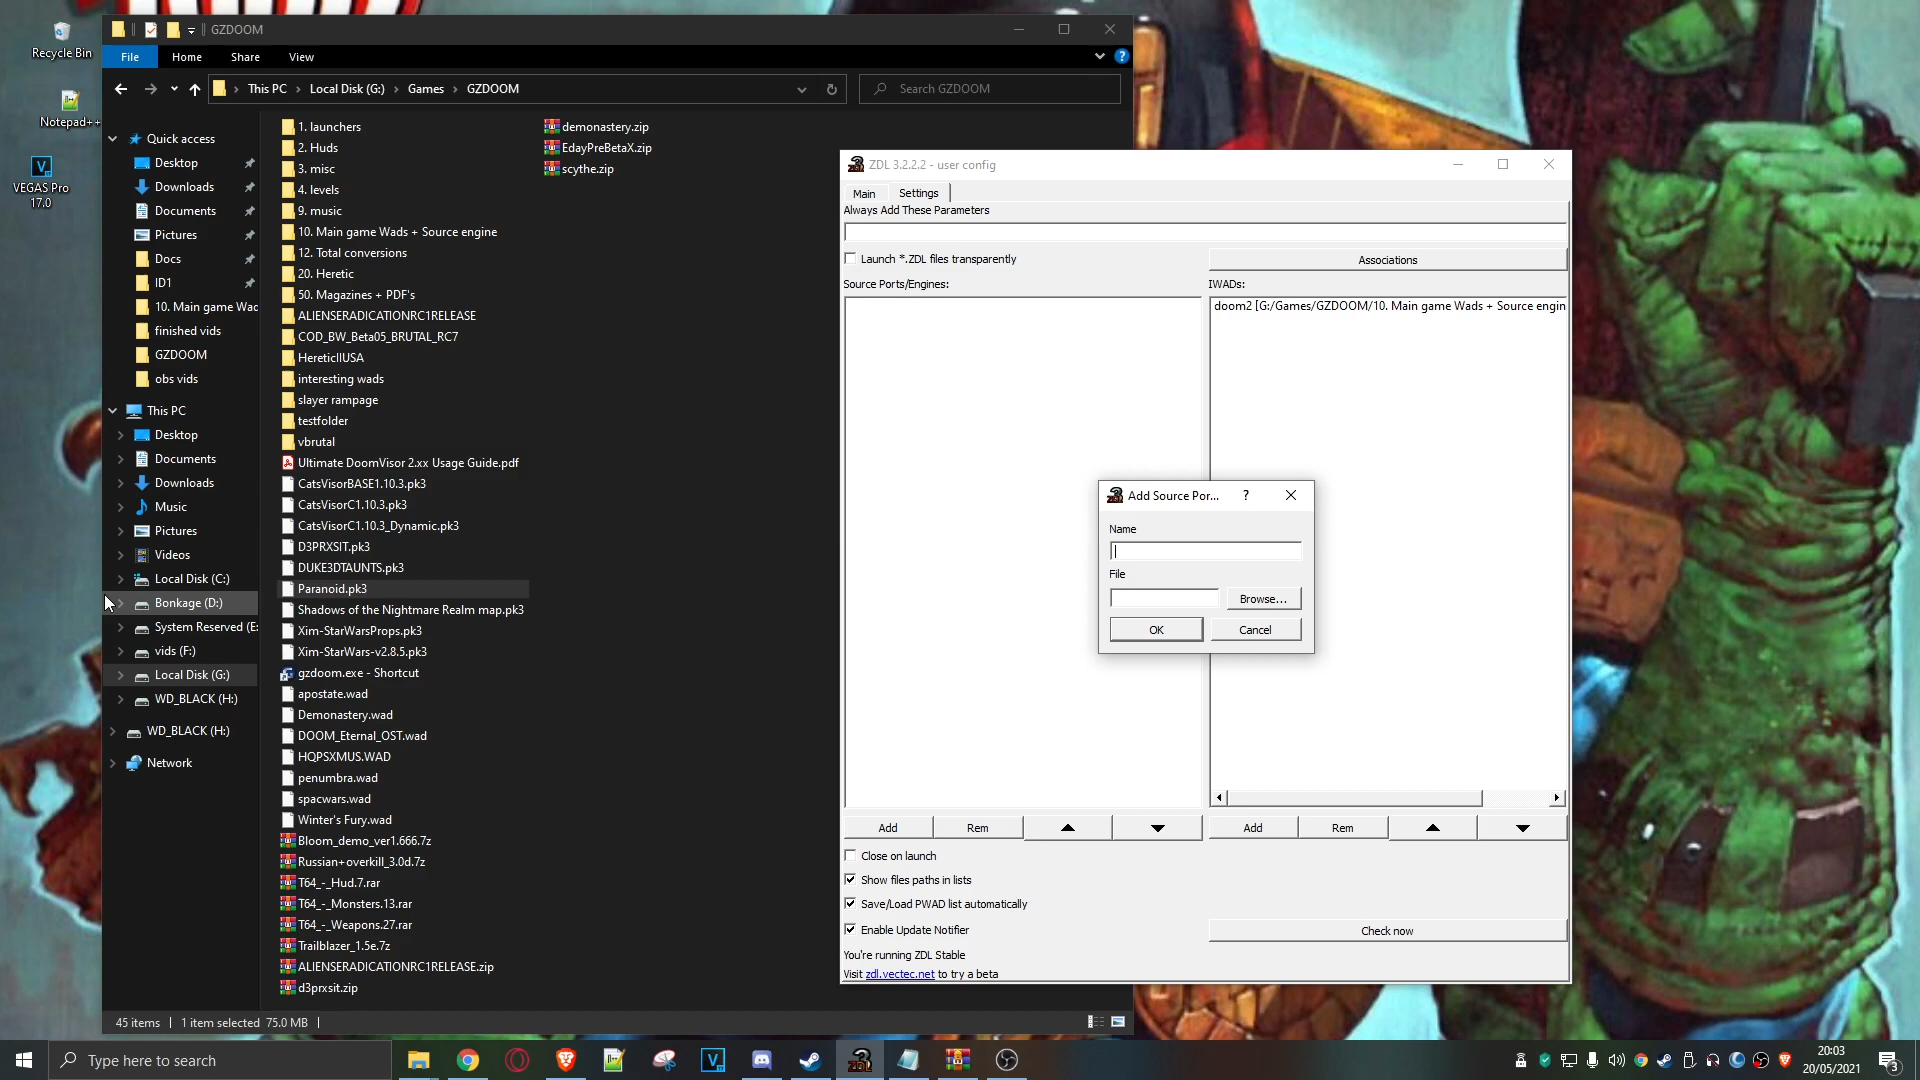 Recycle Bin
Notepad++
VEGAS Pro
17.0
GZDOOM
File
Home
Share
View
This PC
Local Disk (G:)
Games
GZDOOM
Search GZDOOM
Quick access
Desktop
Downloads
Documents
Pictures
Docs
ID1
10. Main game Wac
finished vids
GZDOOM
obs vids
This PC
Desktop
Documents
Downloads
Music
Pictures
Videos
Local Disk (C:)
Bonkage (D:)
System Reserved (E:
vids (F:)
Local Disk (G:)
WD_BLACK (H:)
WD_BLACK (H:)
Network
1. launchers
2. Huds
3. misc
4. levels
9. music
10. Main game Wads + Source engine
12. Total conversions
20. Heretic
50. Magazines + PDF's
ALIENSERADICATIONRC1RELEASE
COD_BW_Beta05_BRUTAL_RC7
HereticIIUSA
interesting wads
slayer rampage
testfolder
vbrutal
Ultimate DoomVisor 2.xx Usage Guide.pdf
CatsVisorBASE1.10.3.pk3
CatsVisorC1.10.3.pk3
CatsVisorC1.10.3_Dynamic.pk3
D3PRXSIT.pk3
DUKE3DTAUNTS.pk3
Paranoid.pk3
Shadows of the Nightmare Realm map.pk3
Xim-StarWarsProps.pk3
Xim-StarWars-v2.8.5.pk3
gzdoom.exe - Shortcut
apostate.wad
Demonastery.wad
DOOM_Eternal_OST.wad
HQPSXMUS.WAD
penumbra.wad
spacwars.wad
Winter's Fury.wad
Bloom_demo_ver1.666.7z
Russian+overkill_3.0d.7z
T64_-_Hud.7.rar
T64_-_Monsters.13.rar
T64_-_Weapons.27.rar
Trailblazer_1.5e.7z
ALIENSERADICATIONRC1RELEASE.zip
d3prxsit.zip
demonastery.zip
EdayPreBetaX.zip
scythe.zip
45 items
1 item selected 75.0 MB
ZDL 3.2.2.2 - user config
Main
Settings
Always Add These Parameters
Launch *.ZDL files transparently
Associations
Source Ports/Engines:
IWADs:
doom2 [G:/Games/GZDOOM/10. Main game Wads + Source engin
Add Source Por...
?
Name
File
Browse...
OK
Cancel
Add
Rem
Add
Rem
Close on launch
Show files paths in lists
Save/Load PWAD list automatically
Enable Update Notifier
Check now
You're running ZDL Stable
Visit zdl.vectec.net to try a beta
Type here to search
20:03
20/05/2021
3